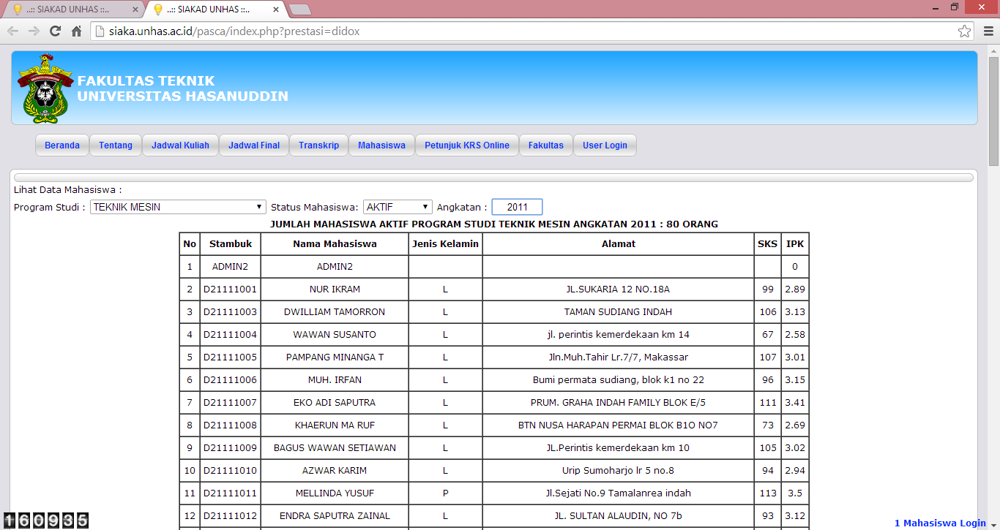 ..:: SIAKAD UNHAS ::..
..:: SIAKAD UNHAS ::..
siaka.unhas.ac.id/pasca/index.php?prestasi=didox
FAKULTAS TEKNIK
UNIVERSITAS HASANUDDIN
Beranda Tentang Jadwal Kuliah Jadwal Final Transkrip Mahasiswa Petunjuk KRS Online Fakultas User Login
Lihat Data Mahasiswa :
Program Studi : TEKNIK MESIN Status Mahasiswa: AKTIF Angkatan : 2011
JUMLAH MAHASISWA AKTIF PROGRAM STUDI TEKNIK MESIN ANGKATAN 2011 : 80 ORANG
No Stambuk Nama Mahasiswa Jenis Kelamin Alamat SKS IPK
1 ADMIN2 ADMIN2 0
2 D21111001 NUR IKRAM L JL.SUKARIA 12 NO.18A 99 2.89
3 D21111003 DWILLIAM TAMORRON L TAMAN SUDIANG INDAH 106 3.13
4 D21111004 WAWAN SUSANTO L jl. perintis kemerdekaan km 14 67 2.58
5 D21111005 PAMPANG MINANGA T L Jln.Muh.Tahir Lr.7/7, Makassar 107 3.01
6 D21111006 MUH. IRFAN L Bumi permata sudiang, blok k1 no 22 96 3.15
7 D21111007 EKO ADI SAPUTRA L PRUM. GRAHA INDAH FAMILY BLOK E/5 111 3.41
8 D21111008 KHAERUN MA RUF L BTN NUSA HARAPAN PERMAI BLOK B1O NO7 73 2.69
9 D21111009 BAGUS WAWAN SETIAWAN L JL.Perintis kemerdekaan km 10 105 3.02
10 D21111010 AZWAR KARIM L Urip Sumoharjo lr 5 no.8 94 2.94
11 D21111011 MELLINDA YUSUF P Jl.Sejati No.9 Tamalanrea indah 113 3.5
12 D21111012 ENDRA SAPUTRA ZAINAL L JL. SULTAN ALAUDIN, NO 7b 93 3.12
160935
1 Mahasiswa Login